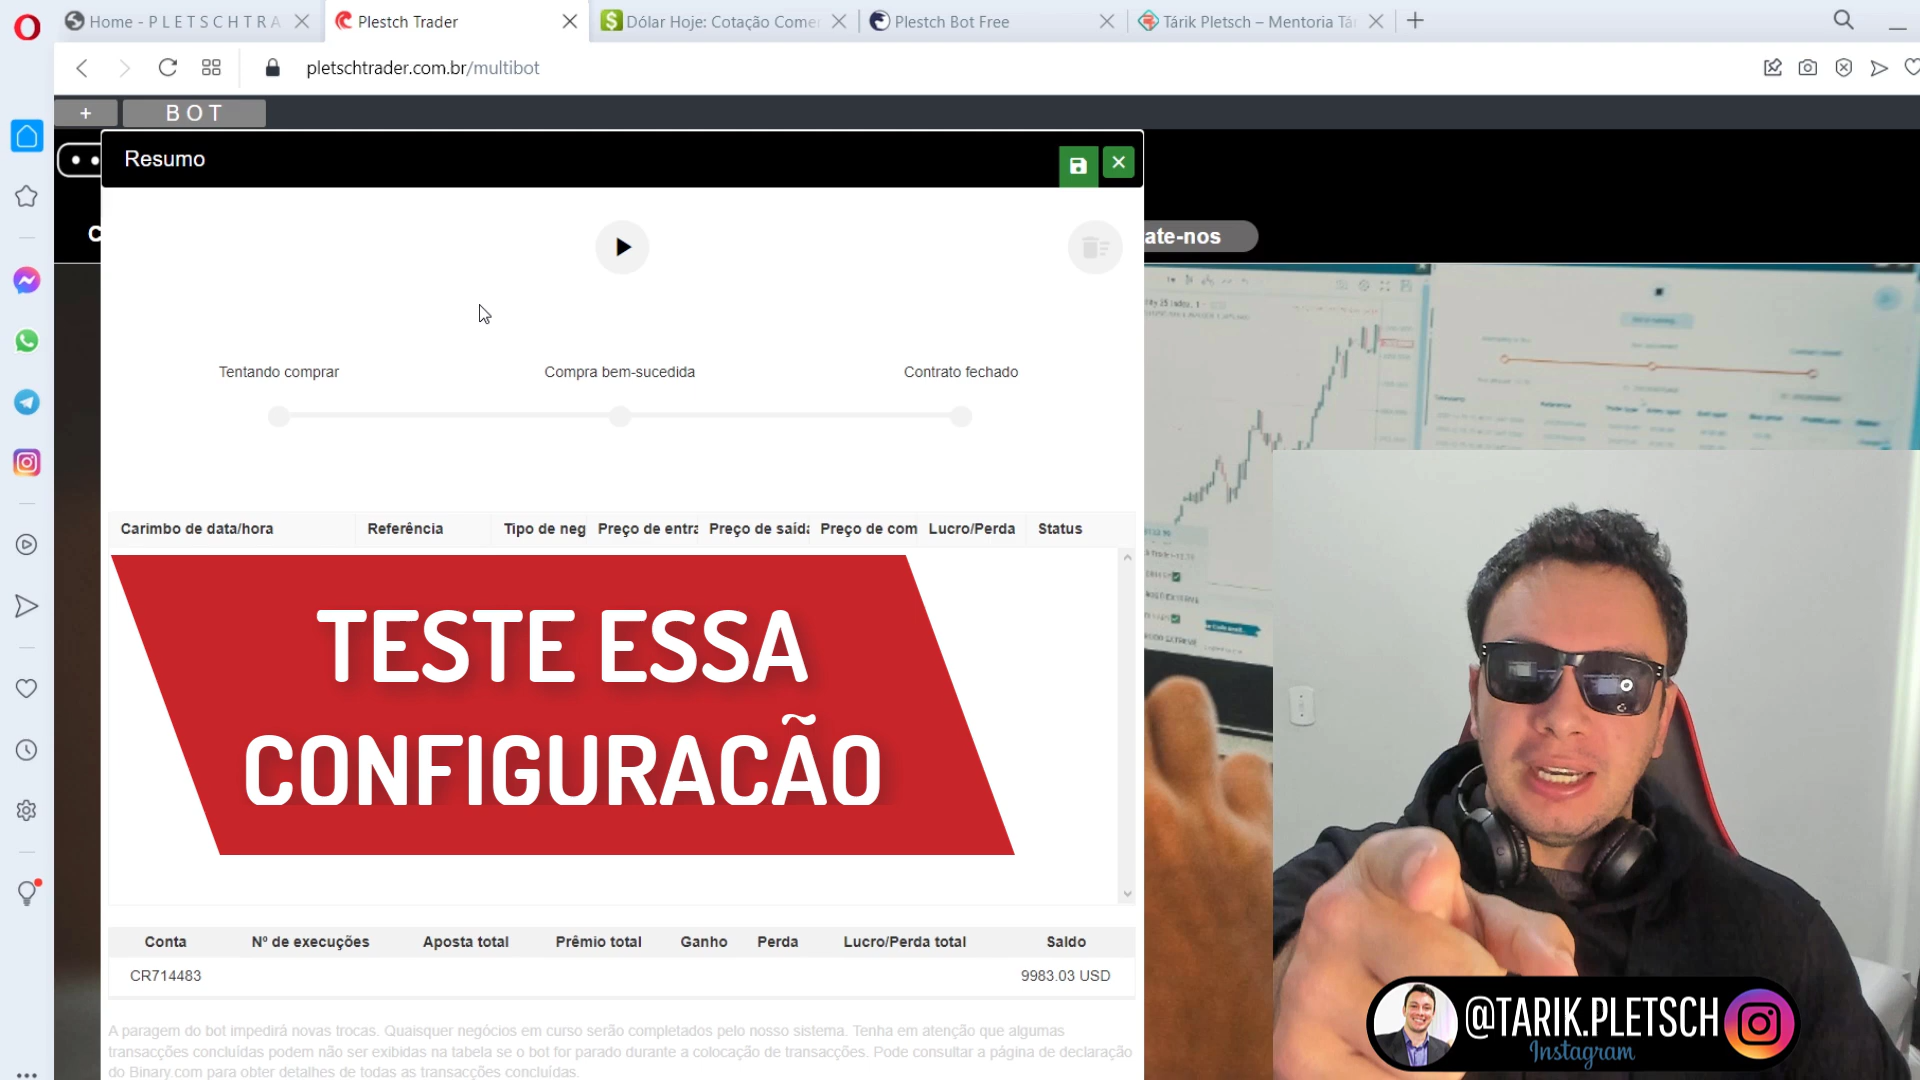 Home - P L E T S C H T R A
Plestch Trader
Dólar Hoje: Cotação Comer
Plestch Bot Free
Tárik Pletsch – Mentoria Tár
pletschtrader.com.br/multibot
+
B O T
Resumo
ate-nos
Tentando comprar
Compra bem-sucedida
Contrato fechado
Carimbo de data/hora
Referência
Tipo de neg
Preço de entra
Preço de saída
Preço de com
Lucro/Perda
Status
TESTE ESSA
CONFIGURACÃO
Conta
Nº de execuções
Aposta total
Prêmio total
Ganho
Perda
Lucro/Perda total
Saldo
CR714483
9983.03 USD
A paragem do bot impedirá novas trocas. Quaisquer negócios em curso serão completados pelo nosso sistema. Tenha em atenção que algumas
transacções concluídas podem não ser exibidas na tabela se o bot for parado durante a colocação de transacções. Pode consultar a página de declaração
do Binary.com para obter detalhes de todas as transacções concluídas.
@TARIK.PLETSCH
Instagram